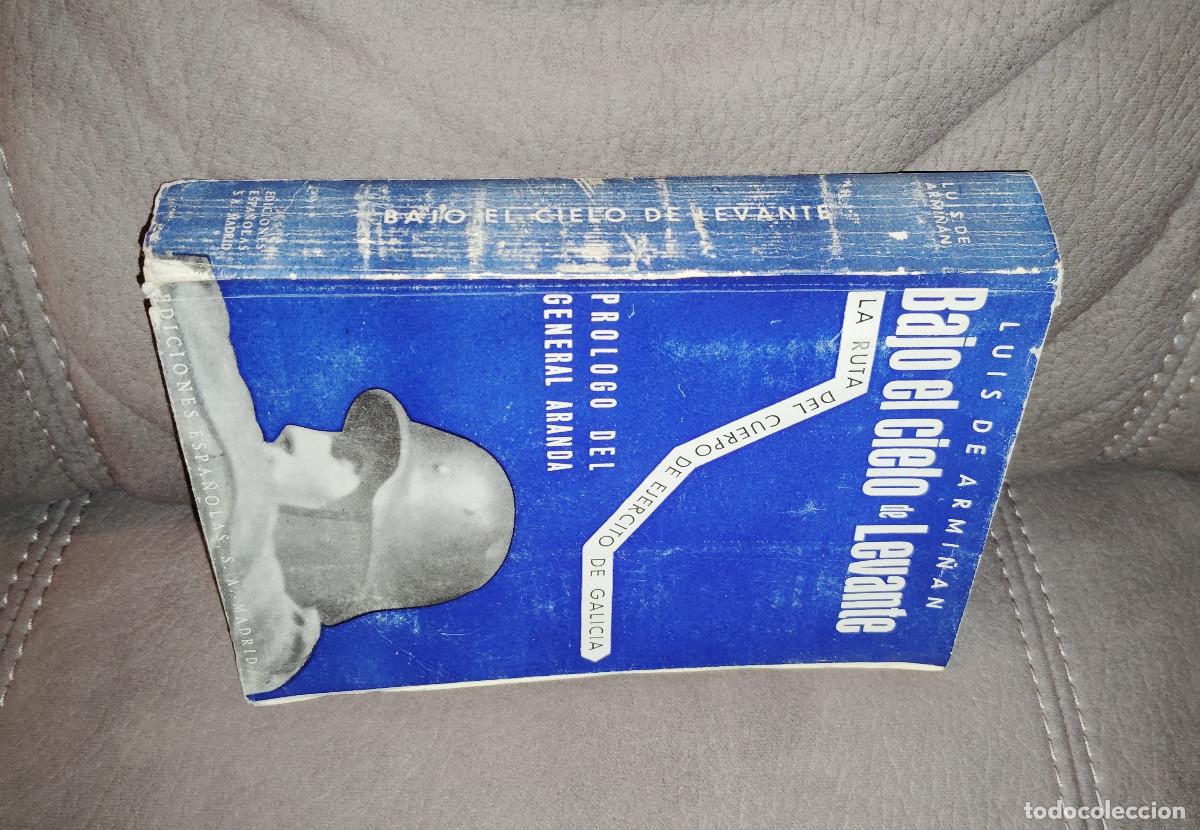 LUIS DE
ARMIÑÁN
BAJO EL CIELO DE LEVANTE
EDICIONES
ESPAÑOLAS
S. A. MADRID
LUIS DE ARMIÑAN
Bajo el cielo de Levante
LA RUTA DEL CUERPO DE EJERCITO DE GALICIA
PROLOGO DEL
GENERAL ARANDA
EDICIONES ESPAÑOLAS, S. A. MADRID
todocoleccion